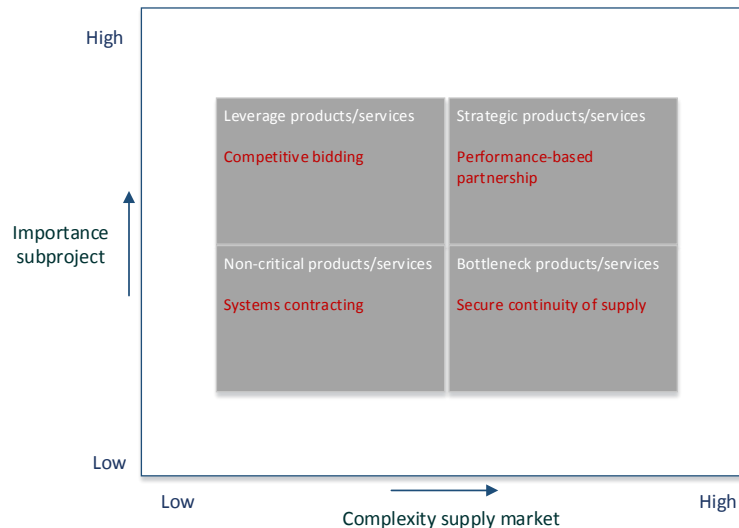 High
Leverage products/services
Competitive bidding
Strategic products/services
Performance-based
partnership
Importance
subproject
Non-critical products/services
Systems contracting
Bottleneck products/services
Secure continuity of supply
Low
Low
Complexity supply market
High